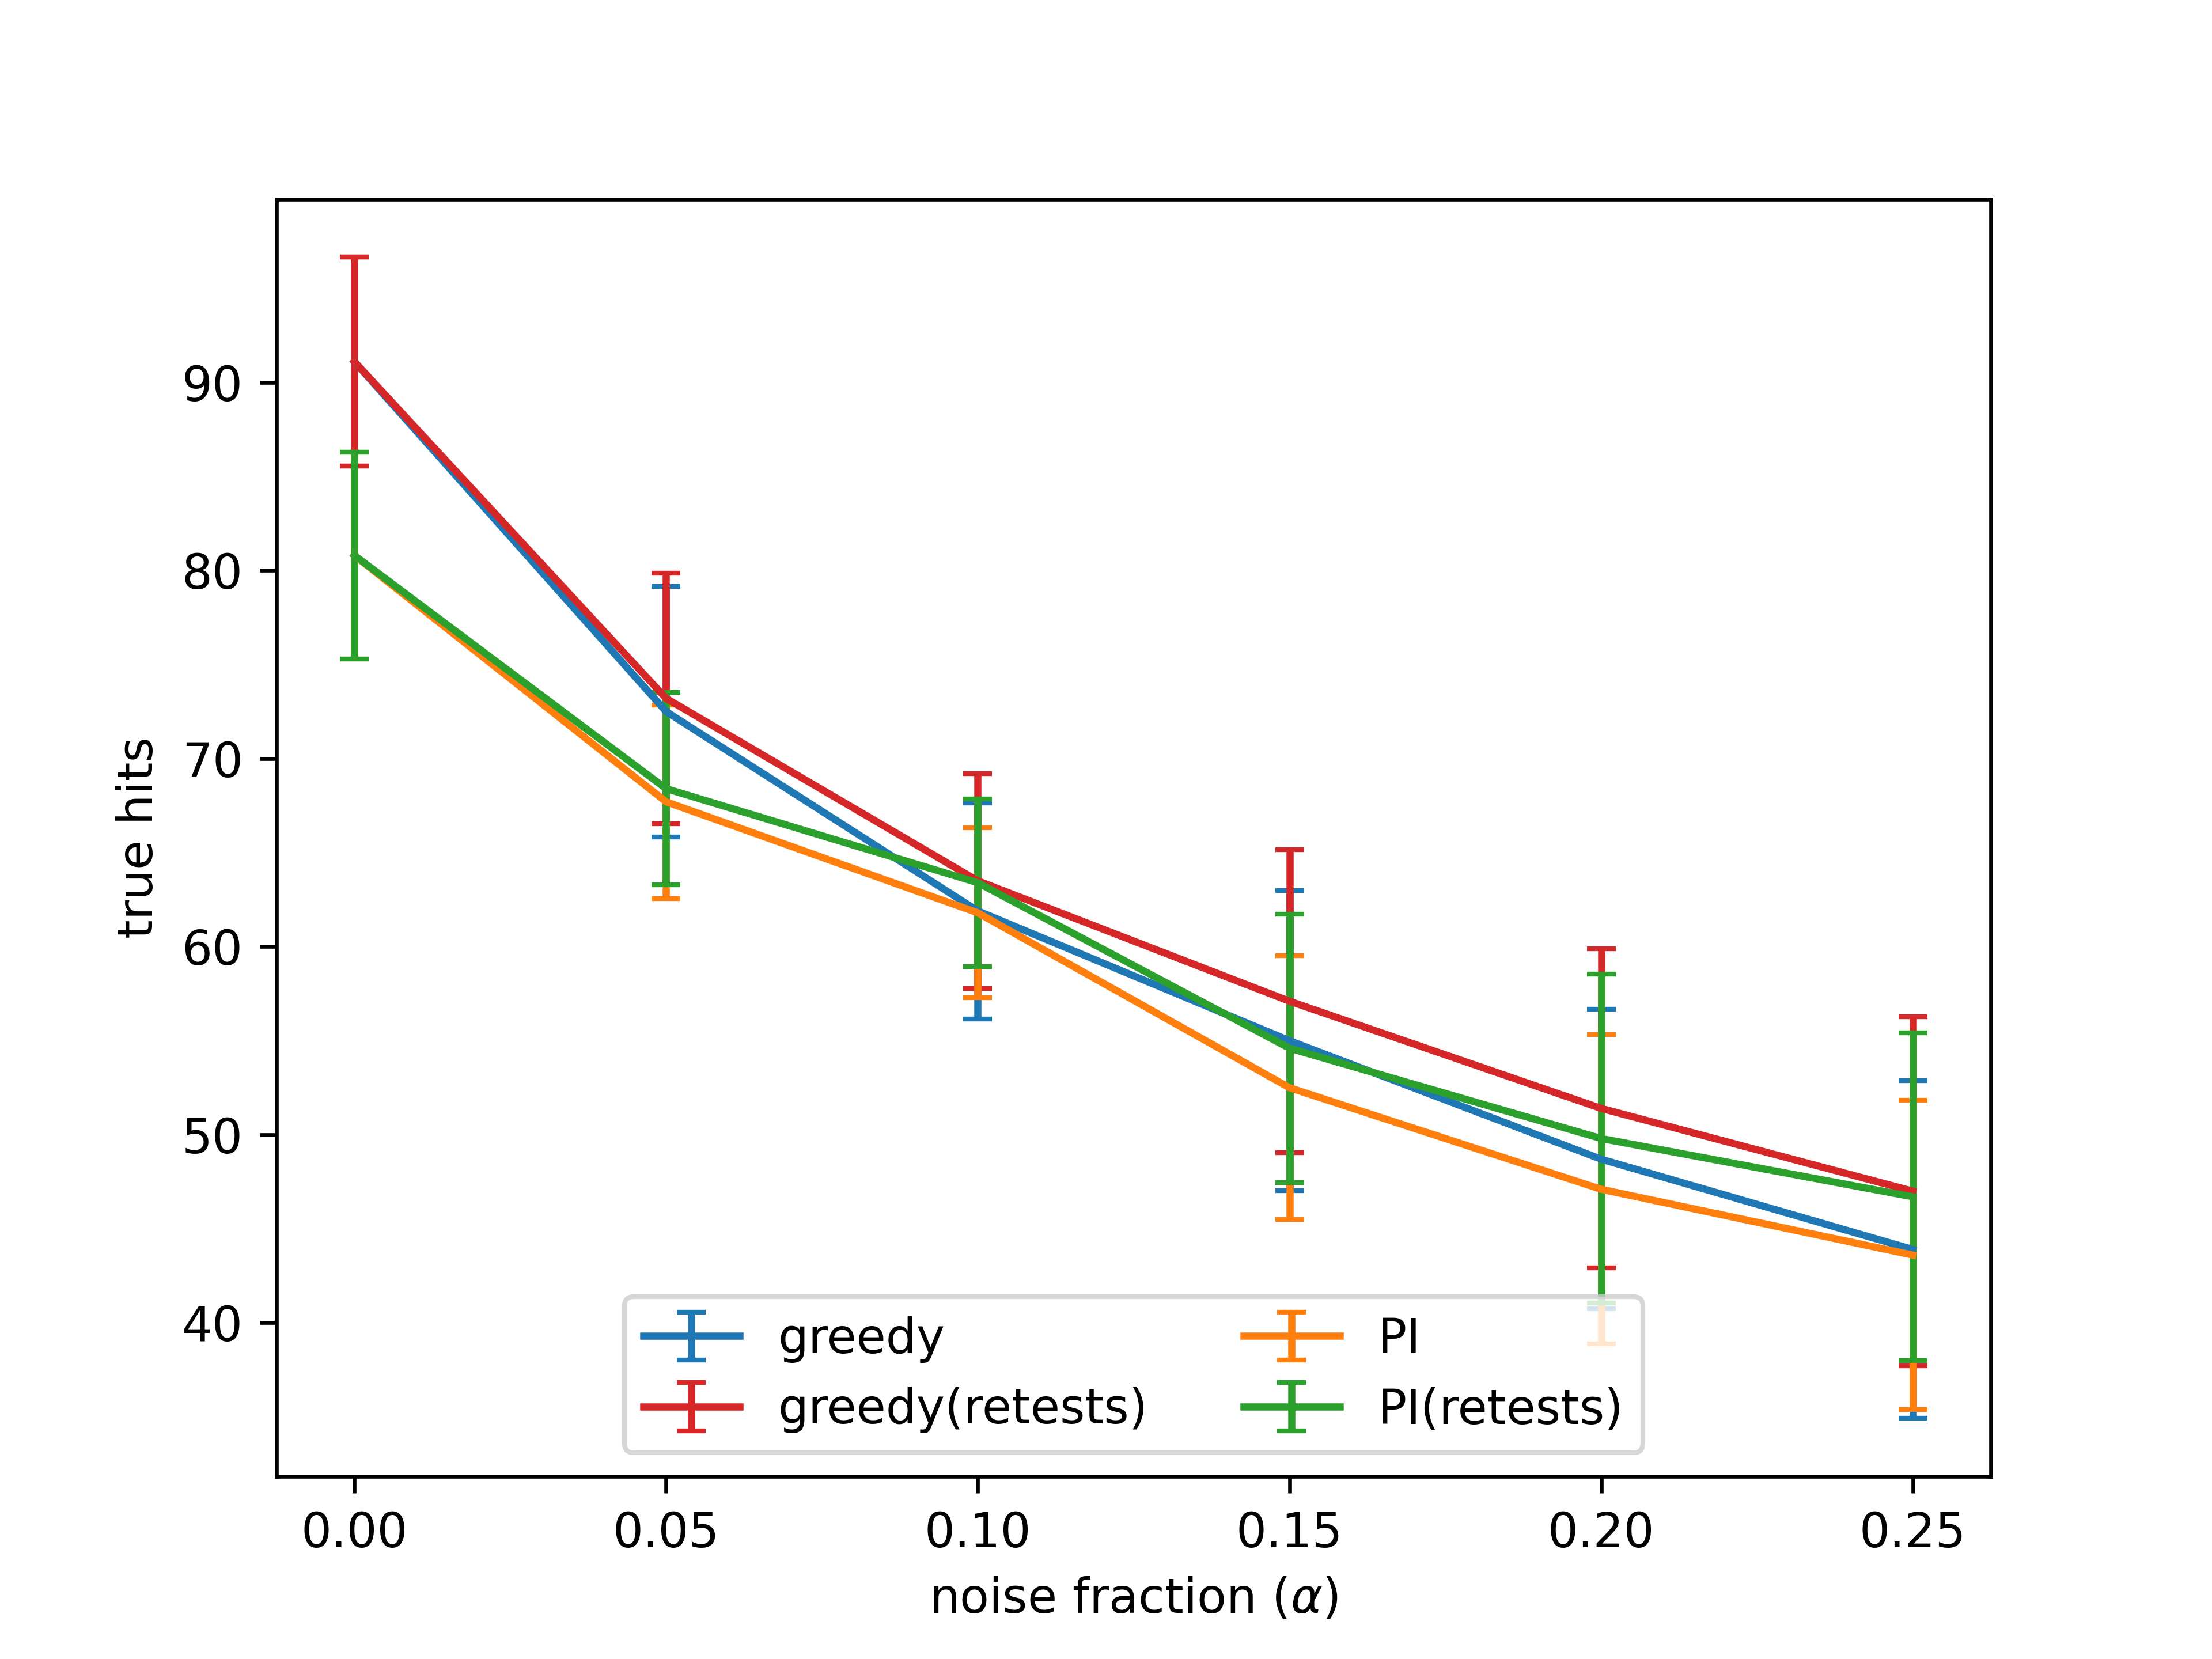 90
80
70
60
50
40
true hits
greedy
greedy(retests)
PI
PI(retests)
0.00 0.05 0.10 0.15 0.20 0.25
noise fraction (α)